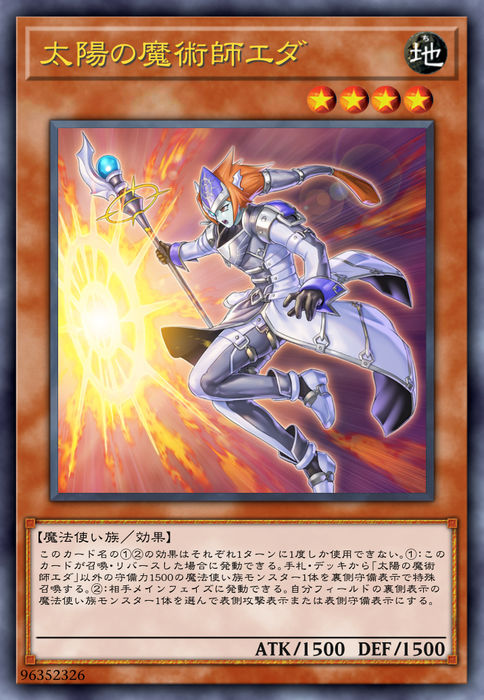 太陽の魔術師エダ
ち
地
【魔法使い族／効果】
このカード名の①②の効果はそれぞれ1ターンに1度しか使用できない。①：この
カードが召喚・リバースした場合に発動できる。手札・デッキから「太陽の魔術
師エダ」以外の守備力1500の魔法使い族モンスター1体を裏側守備表示で特殊
召喚する。②：相手メインフェイズに発動できる。自分フィールドの裏側表示の
魔法使い族モンスター1体を選んで表側攻撃表示または表側守備表示にする。
ATK/1500 DEF/1500
96352326